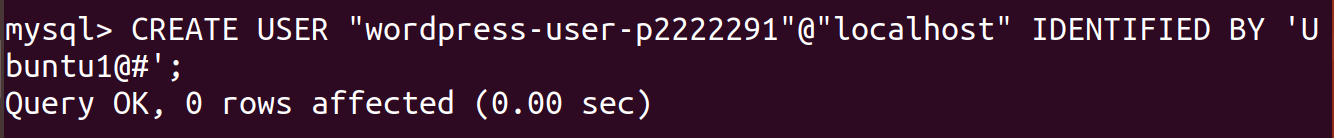 mysql> CREATE USER "wordpress-user-p2222291"@"localhost" IDENTIFIED BY 'U
buntu1@#';
Query OK, 0 rows affected (0.00 sec)